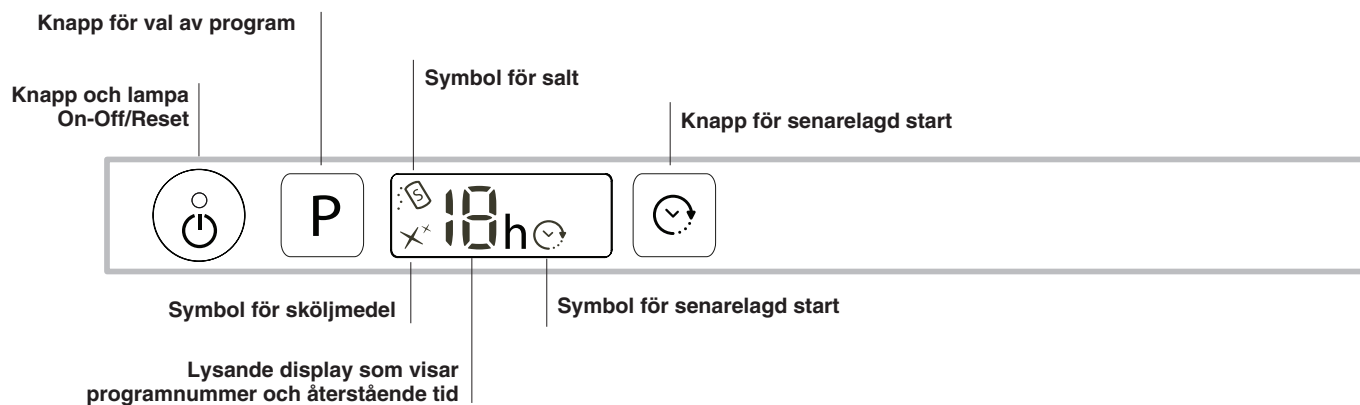 Knapp för val av program
Symbol för salt
Knapp och lampa
On-Off/Reset
Knapp för senarelagd start
P
S
18h
Symbol för sköljmedel
Symbol för senarelagd start
Lysande display som visar
programnummer och återstående tid